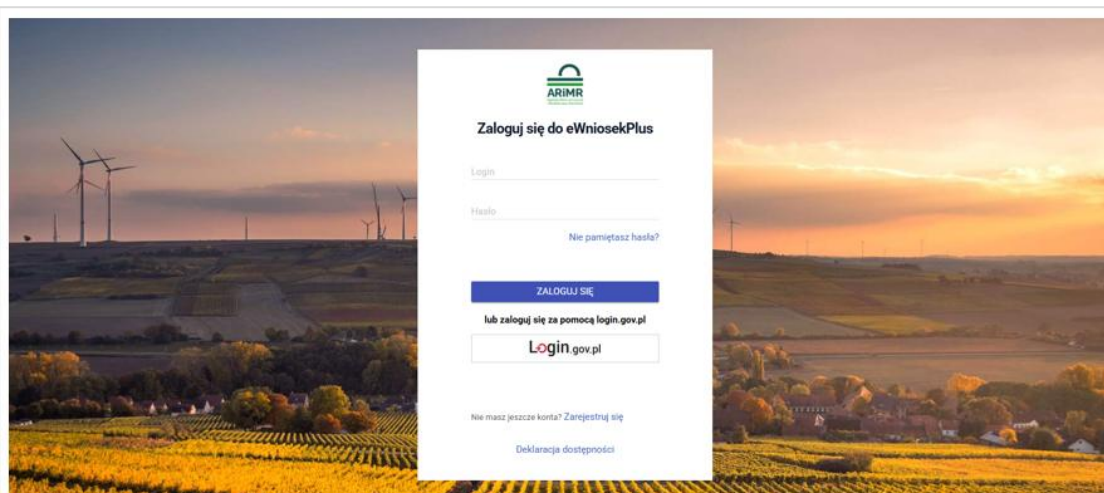 ARiMR
Zaloguj się do eWniosekPlus
Login
Hasło
Nie pamiętasz hasła?
ZALOGUJ SIĘ
lub zaloguj się za pomocą login.gov.pl
Login.gov.pl
Nie masz jeszcze konta? Zarejestruj się
Deklaracja dostępności